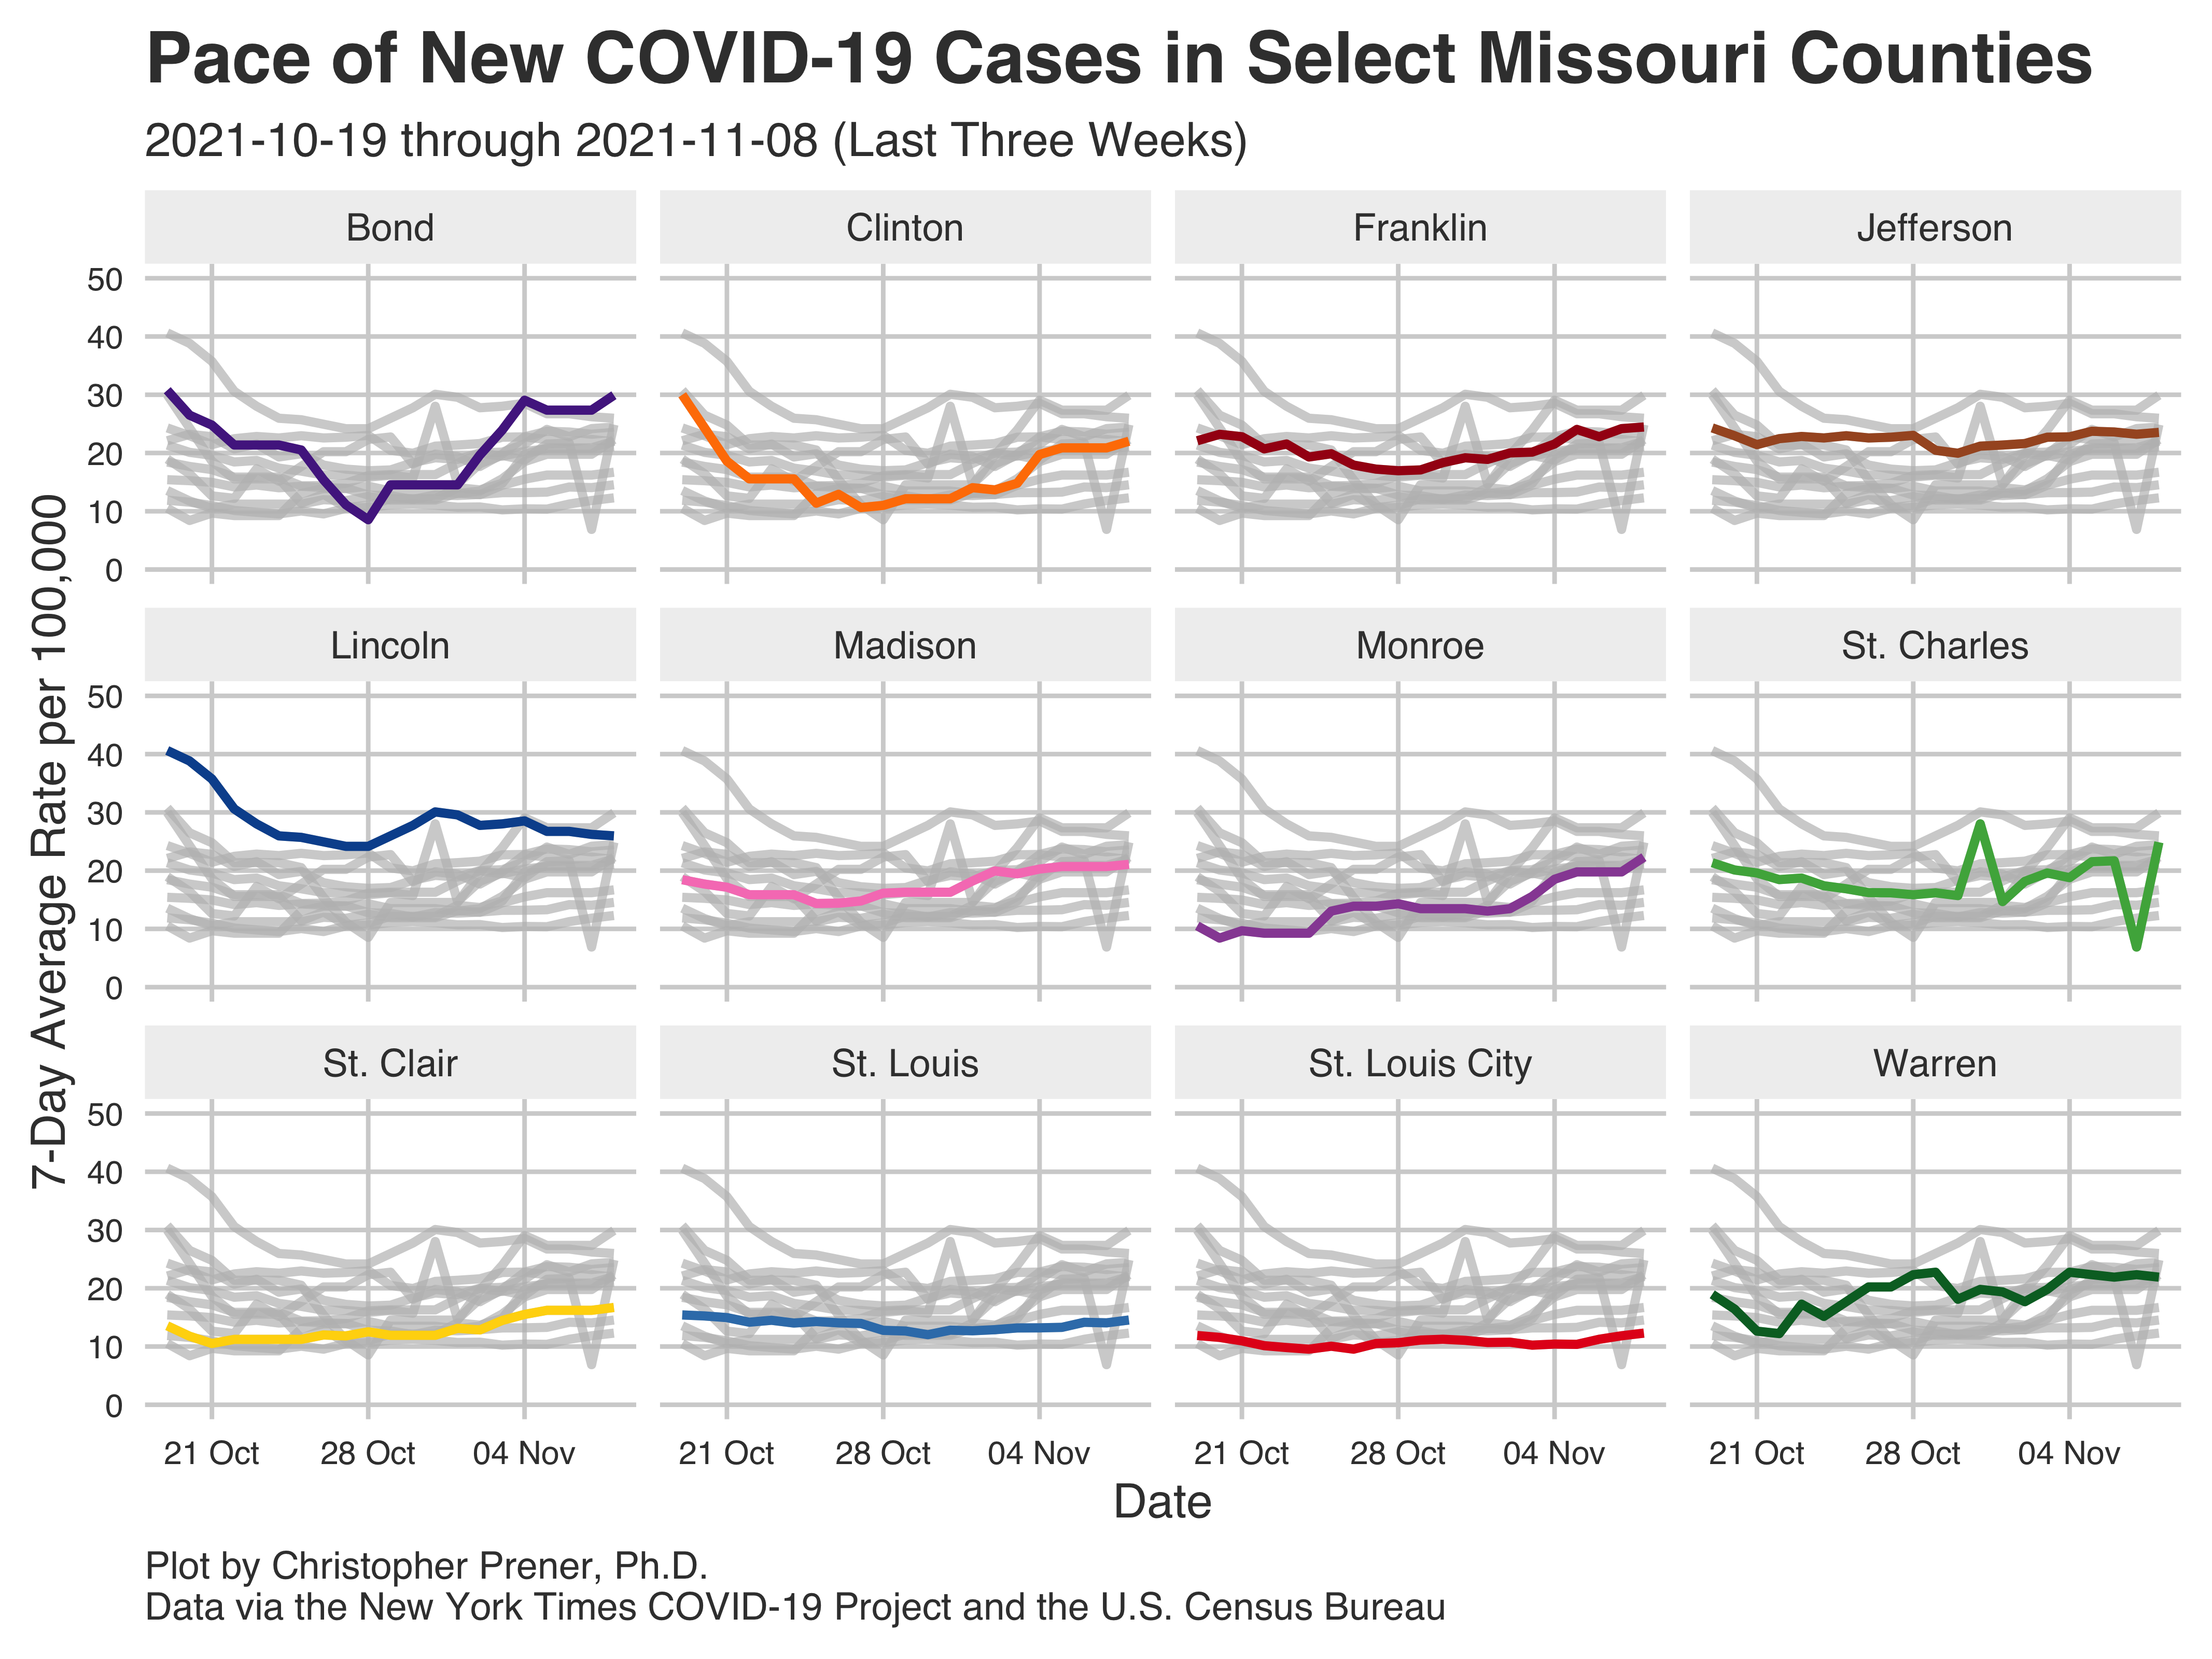 Pace of New COVID-19 Cases in Select Missouri Counties
2021-10-19 through 2021-11-08 (Last Three Weeks)
Bond
Clinton
Franklin
Jefferson
50
40
30
20
10
0
Lincoln
Madison
Monroe
St. Charles
50
40
30
20
10
0
7-Day Average Rate per 100,000
St. Clair
St. Louis
St. Louis City
Warren
50
40
30
20
10
0
21 Oct
28 Oct
04 Nov
21 Oct
28 Oct
04 Nov
21 Oct
28 Oct
04 Nov
21 Oct
28 Oct
04 Nov
Date
Plot by Christopher Prener, Ph.D.
Data via the New York Times COVID-19 Project and the U.S. Census Bureau